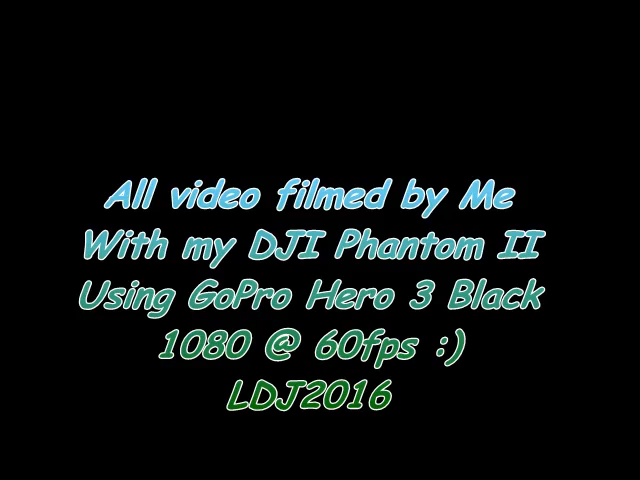 All video filmed by Me
With my DJI Phantom II
Using GoPro Hero 3 Black
1080 @ 60fps :)
LDJ2016